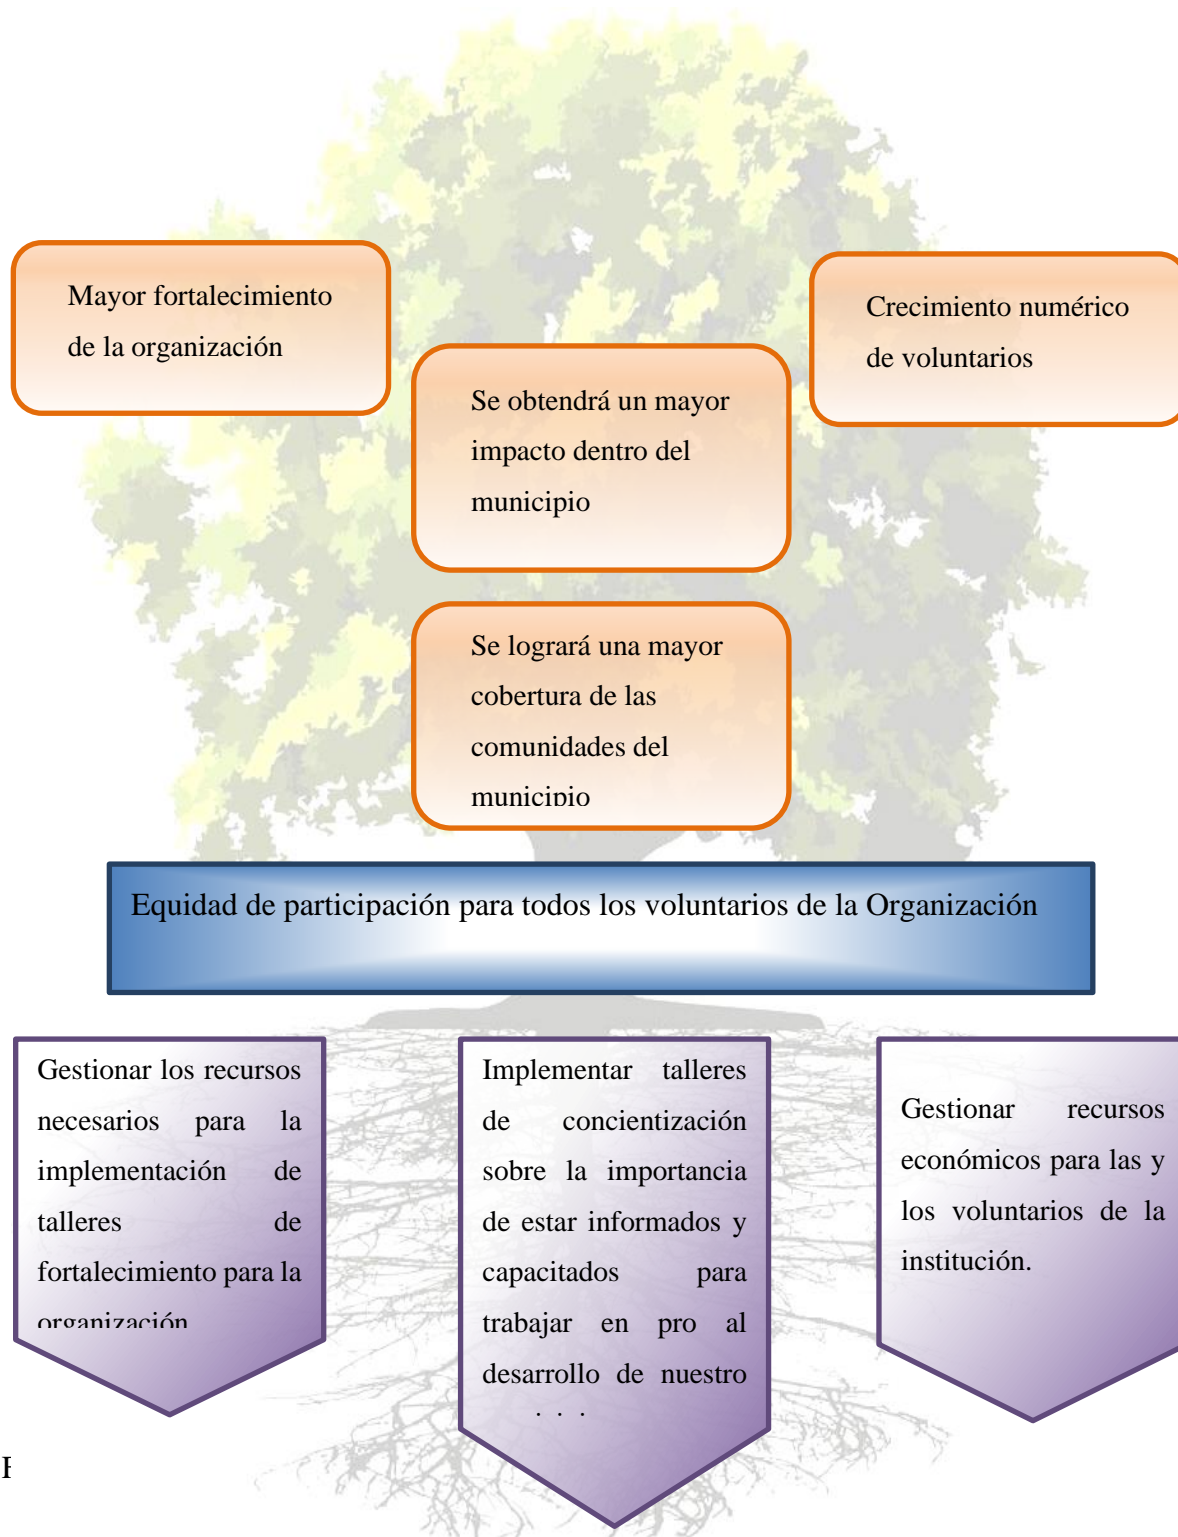 Mayor fortalecimiento
de la organización
Crecimiento numérico
de voluntarios
Se obtendrá un mayor
impacto dentro del
municipio
Se logrará una mayor
cobertura de las
comunidades del
municipio
Equidad de participación para todos los voluntarios de la Organización
Gestionar los recursos
necesarios para la
implementación de
talleres de
fortalecimiento para la
organización
Implementar talleres
de concientización
sobre la importancia
de estar informados y
capacitados para
trabajar en pro al
desarrollo de nuestro
Gestionar recursos
económicos para las y
los voluntarios de la
institución.